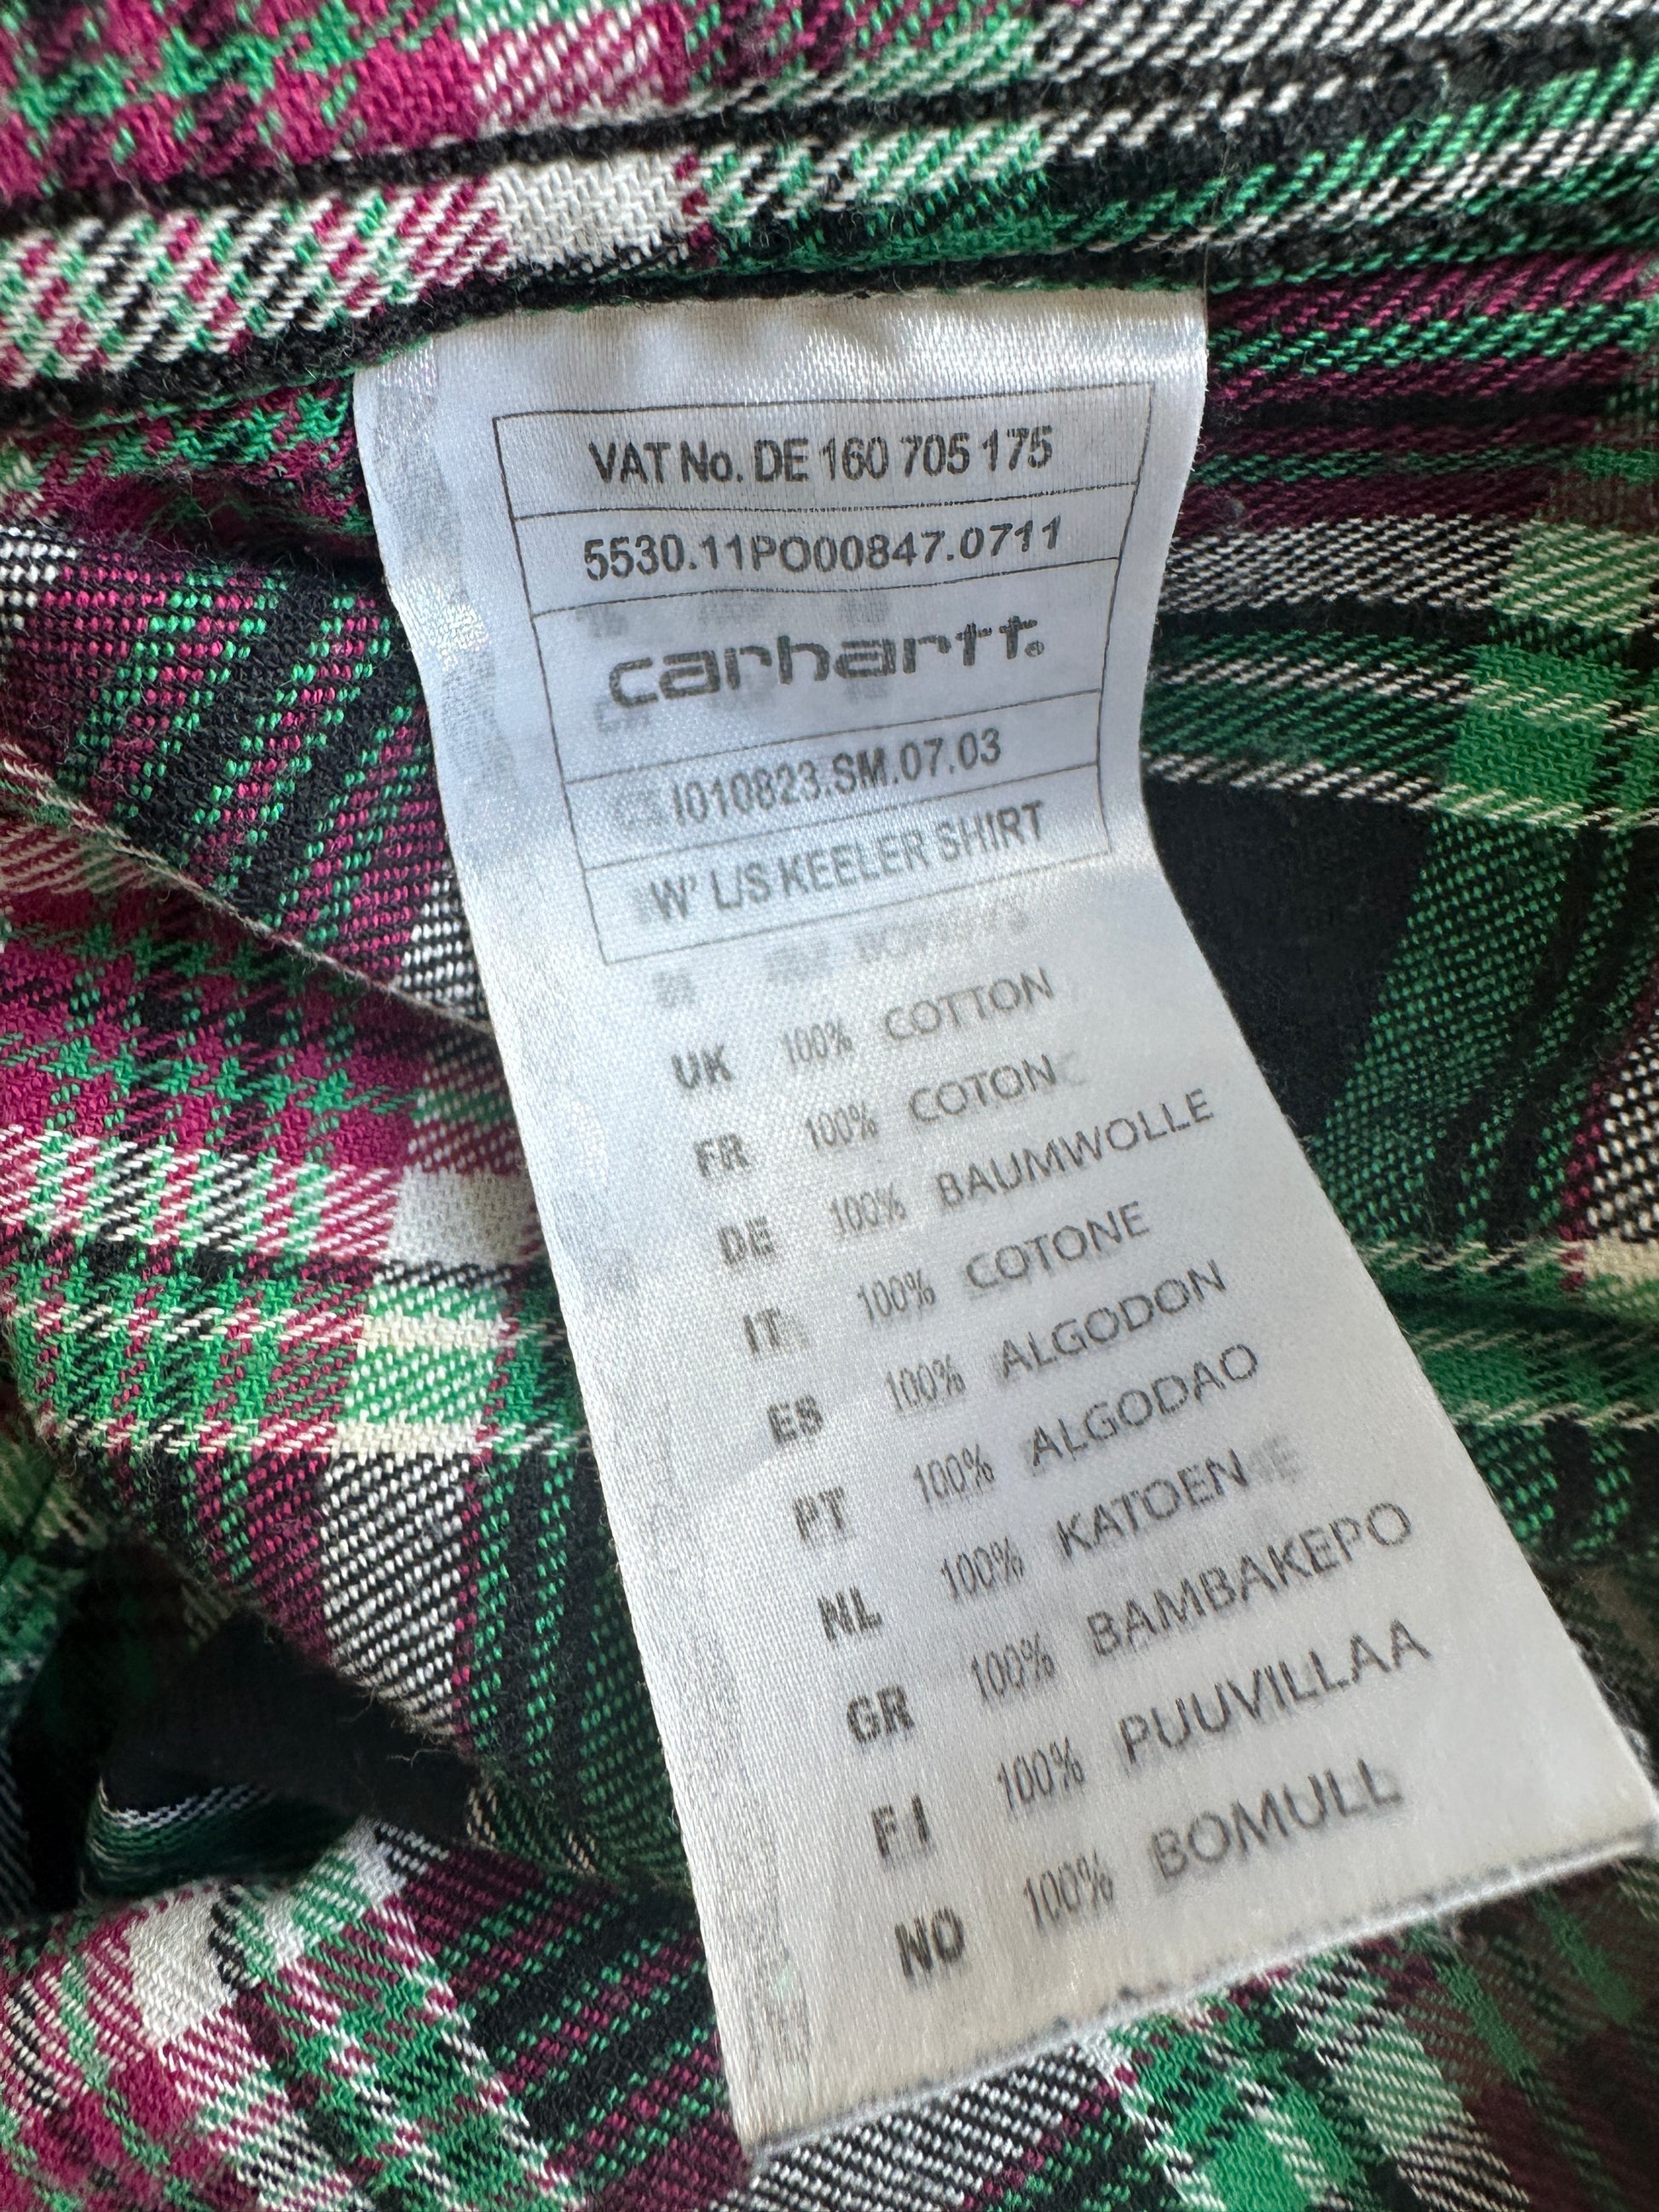 VAT No. DE 160 705 175
5530.11PO00847.0711
carhartt®
I010823.SM.07.03
W' L/S KEELER SHIRT
UK 100% COTTON
FR 100% COTON
DE 100% BAUMWOLLE
IT 100% COTONE
ES 100% ALGODON
PT 100% ALGODAO
NL 100% KATOEN
GR 100% BAMBAKEPO
FI 100% PUUVILLAA
NO 100% BOMULL